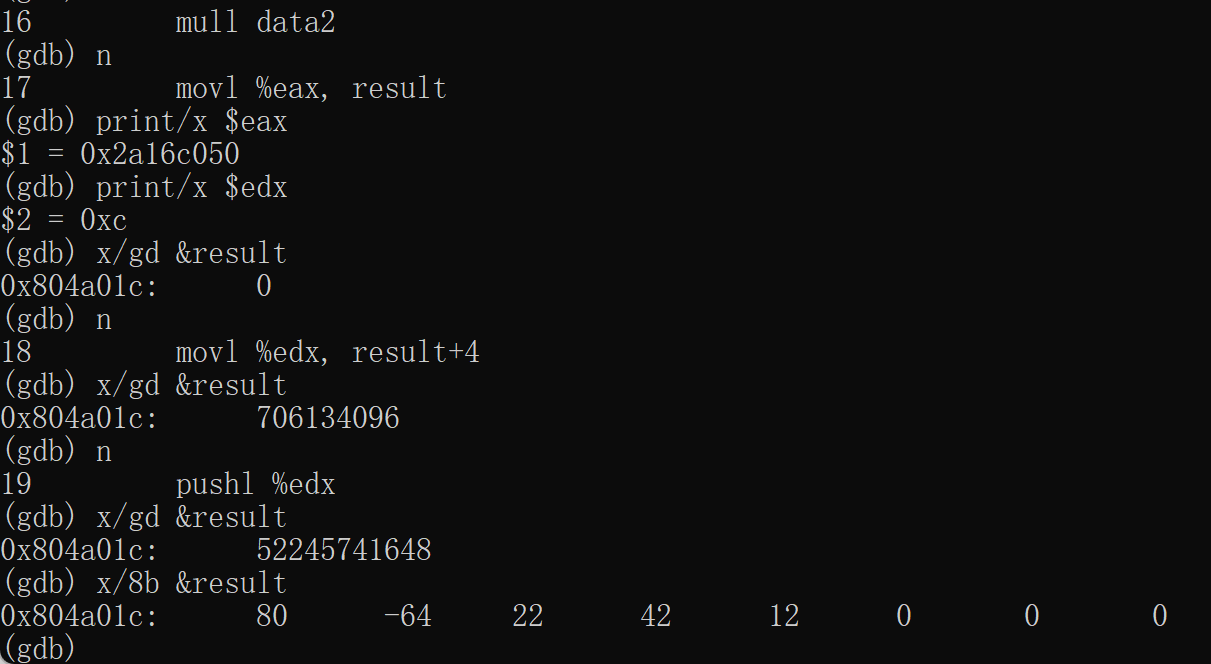 16         mull data2
(gdb) n
17         movl %eax, result
(gdb) print/x $eax
$1 = 0x2a16c050
(gdb) print/x $edx
$2 = 0xc
(gdb) x/gd &result
0x804a01c:      0
(gdb) n
18         movl %edx, result+4
(gdb) x/gd &result
0x804a01c:      706134096
(gdb) n
19         pushl %edx
(gdb) x/gd &result
0x804a01c:      52245741648
(gdb) x/8b &result
0x804a01c:      80      -64     22      42      12      0       0       0
(gdb)